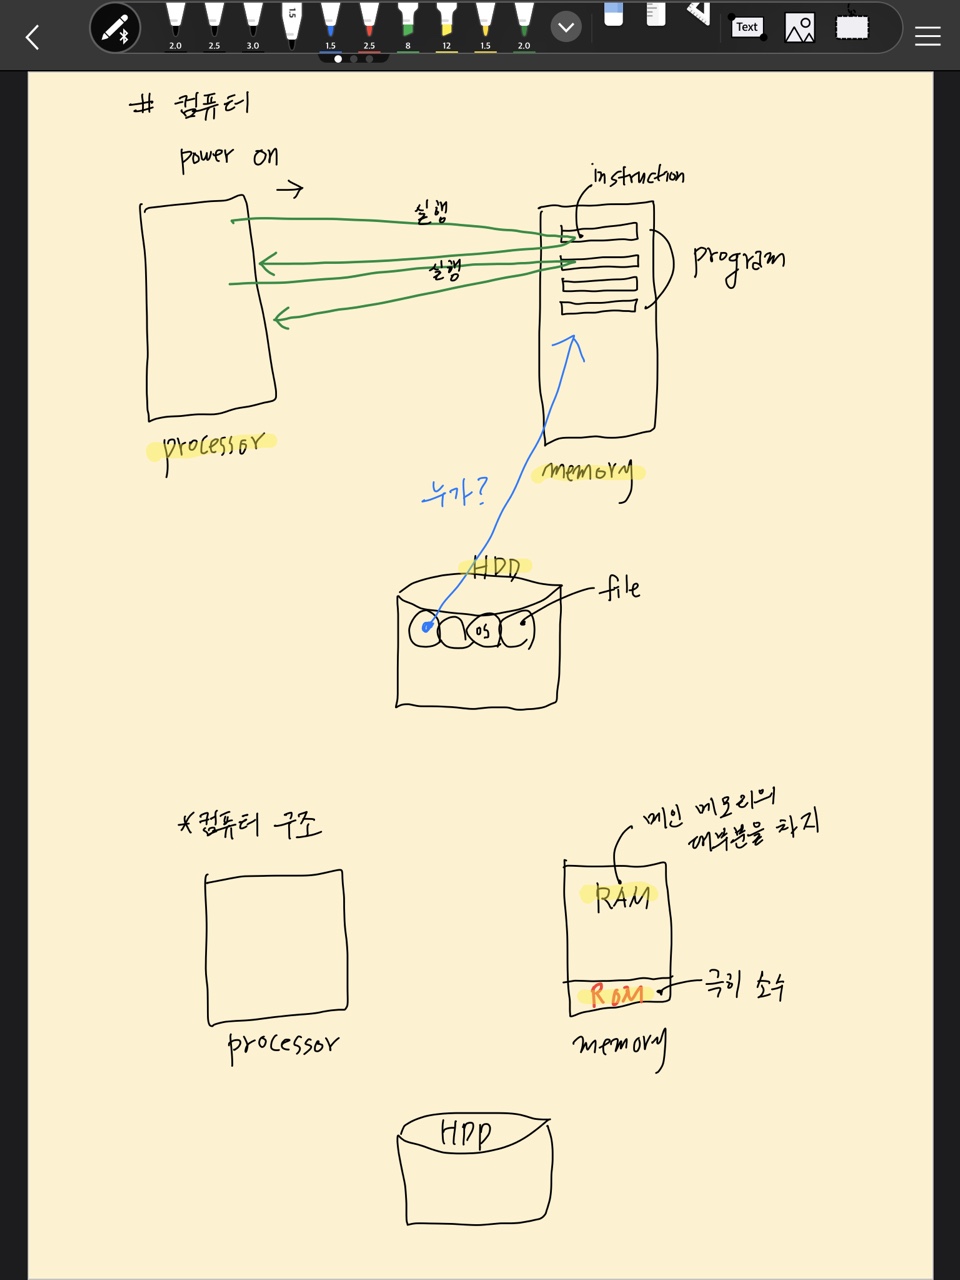 2.0 2.5 3.0 1.5 1.5 2.5 8 12 1.5 2.0 Text
# 컴퓨터
power on
→
instruction
실행
실행
program
processor
memory
누가?
HDD
file
OS
*컴퓨터 구조
메인 메모리의
대부분을 차지
RAM
ROM
극히 소수
processor
memory
HDD